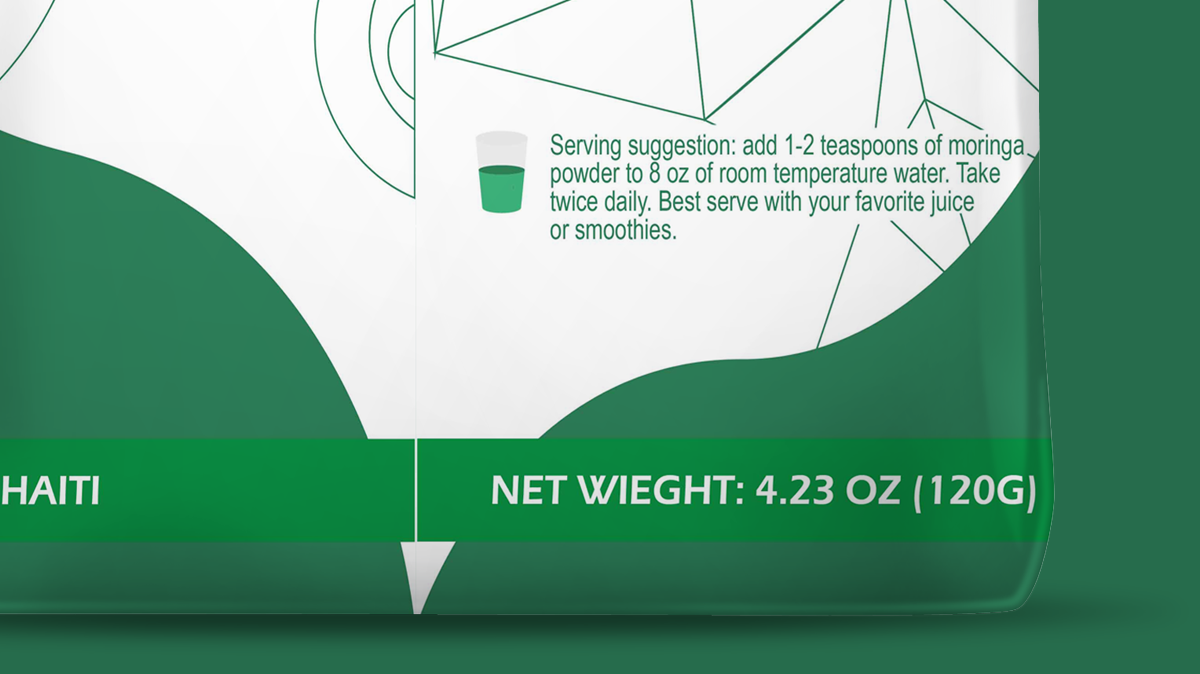 Serving suggestion: add 1-2 teaspoons of moringa
powder to 8 oz of room temperature water. Take
twice daily. Best serve with your favorite juice
or smoothies.
HAITI
NET WIEGHT: 4.23 OZ (120G)